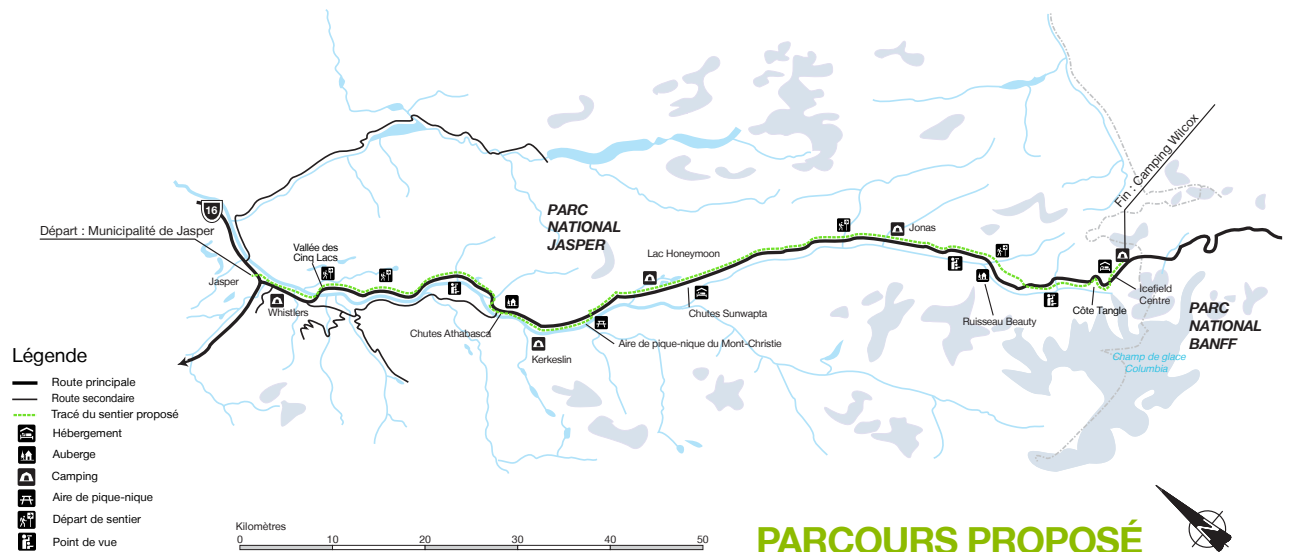 16
Départ : Municipalité de Jasper
Jasper
Whistlers
Vallée des
Cinq Lacs
Chutes Athabasca
Kerkeslin
PARC
NATIONAL
JASPER
Lac Honeymoon
Aire de pique-nique du Mont-Christie
Chutes Sunwapta
Jonas
Ruisseau Beauty
Côte Tangle
Fin : Camping Wilcox
Icefield
Centre
PARC
NATIONAL
BANFF
Champ de glace
Columbia
Légende
Route principale
Route secondaire
Tracé du sentier proposé
Hébergement
Auberge
Camping
Aire de pique-nique
Départ de sentier
Point de vue
Kilomètres
0 10 20 30 40 50
PARCOURS PROPOSÉ